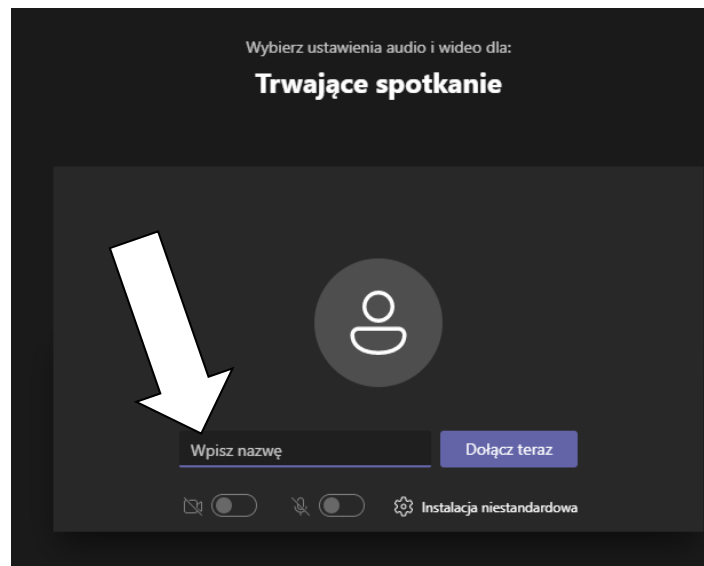 Wybierz ustawienia audio i wideo dla:
Trwające spotkanie
Wpisz nazwę
Dołącz teraz
Instalacja niestandardowa